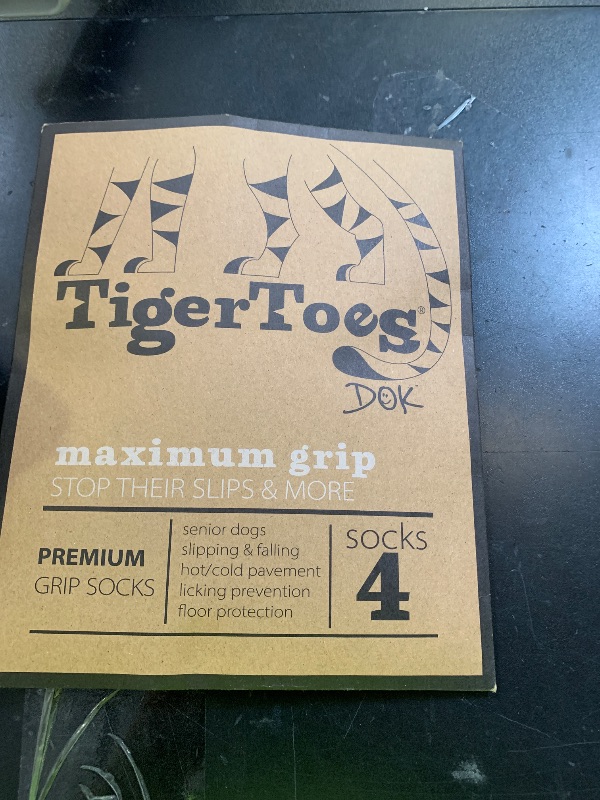 TigerToes®
DOK™
maximum grip
STOP THEIR SLIPS & MORE
PREMIUM
GRIP SOCKS
senior dogs
slipping & falling
hot/cold pavement
licking prevention
floor protection
socks
4